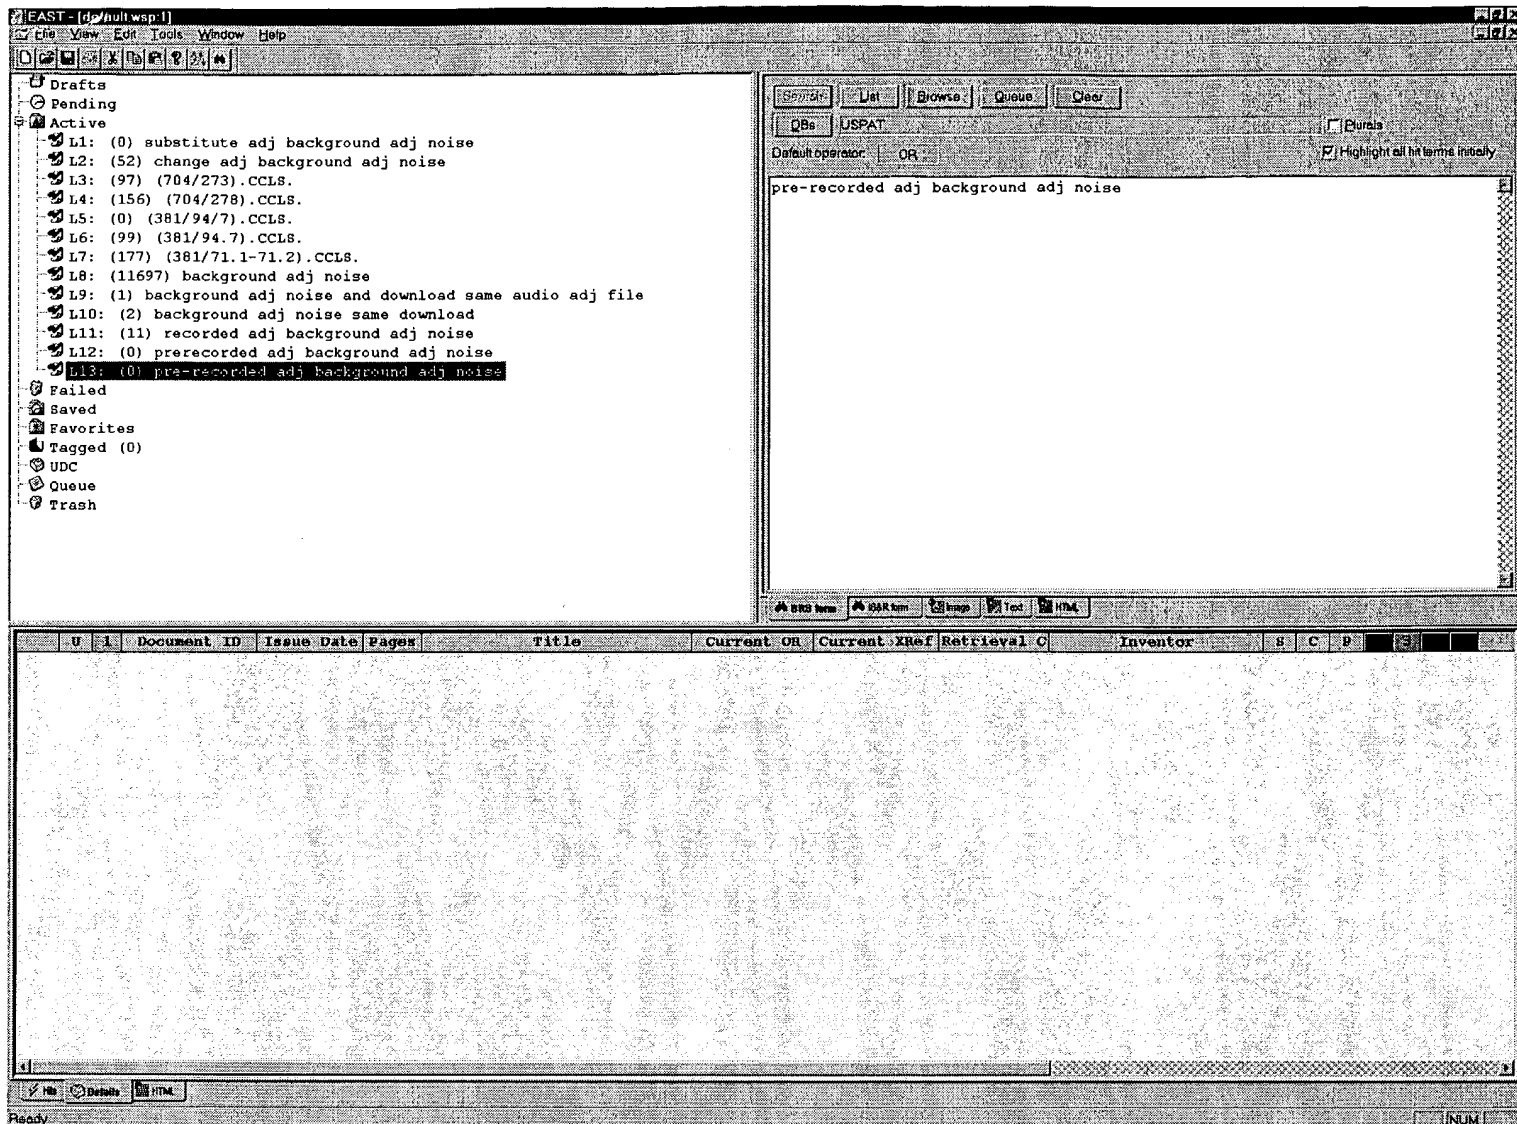 EAST - [default.wsp:1]
File View Edit Tools Window Help
Drafts
Pending
Active
L1: (0) substitute adj background adj noise
L2: (52) change adj background adj noise
L3: (97) (704/273).CCLS.
L4: (156) (704/278).CCLS.
L5: (0) (381/94/7).CCLS.
L6: (99) (381/94.7).CCLS.
L7: (177) (381/71.1-71.2).CCLS.
L8: (11697) background adj noise
L9: (1) background adj noise and download same audio adj file
L10: (2) background adj noise same download
L11: (11) recorded adj background adj noise
L12: (0) prerecorded adj background adj noise
L13: (0) pre-recorded adj background adj noise
Failed
Saved
Favorites
Tagged (0)
UDC
Queue
Trash
Search List Browse Queue Clear
DBs USPAT Plurals
Default operator: OR Highlight all hit terms initially
pre-recorded adj background adj noise
BRS form IS&R form Image Text HTML
U 1 Document ID Issue Date Pages Title Current OR Current XRef Retrieval C Inventor S C P 3
Hits Details HTML
Ready NUM